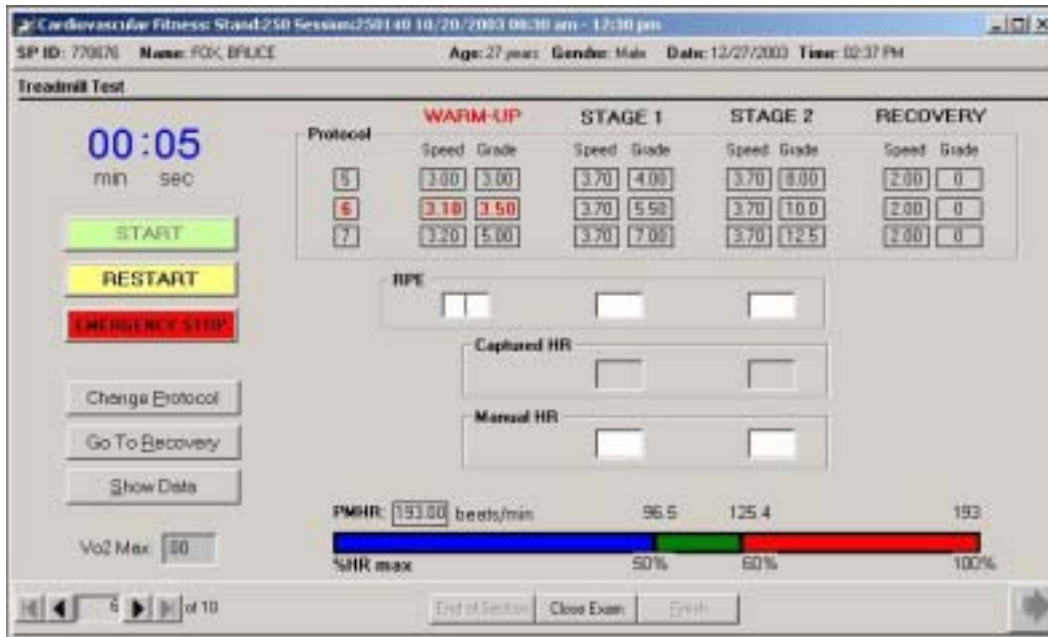 Cardiovascular Fitness: Stand:250 Session:250140 10/20/2003 08:30 am - 12:30 pm
SP ID: 770676 Name: FOX, BRUCE Age: 27 years Gender: Male Date: 12/27/2003 Time: 02:37 PM
Treadmill Test
WARM-UP STAGE 1 STAGE 2 RECOVERY
Protocol
Speed Grade Speed Grade Speed Grade Speed Grade
5 3.00 3.00 3.70 4.00 3.70 8.00 2.00 0
6 3.10 3.50 3.70 5.50 3.70 10.0 2.00 0
7 3.20 5.00 3.70 7.00 3.70 12.5 2.00 0
00:05
min sec
START
RESTART
EMERGENCY STOP
RPE
Captured HR
Manual HR
Change Protocol
Go To Recovery
Show Data
Vo2 Max: 00
PMHR: 193.00 beats/min 96.5 125.4 193
%HR max 50% 60% 100%
6 of 10
End of Section Close Exam Finish